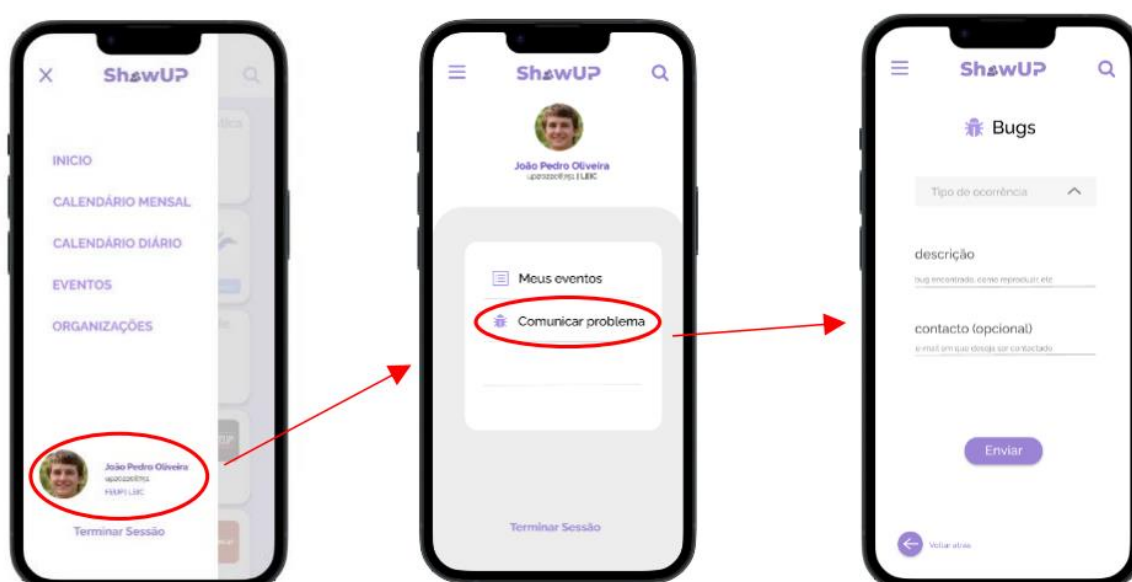 ShowUP
INICIO
CALENDÁRIO MENSAL
CALENDÁRIO DIÁRIO
EVENTOS
ORGANIZAÇÕES
João Pedro Oliveira
FEUP | LEIC
Terminar Sessão
ShowUP
João Pedro Oliveira
| LEIC
Meus eventos
Comunicar problema
Terminar Sessão
ShowUP
Bugs
Tipo de ocorrência
descrição
bug encontrado, como reproduzir, etc
contacto (opcional)
e-mail em que deseja ser contactado
Enviar
Voltar atrás